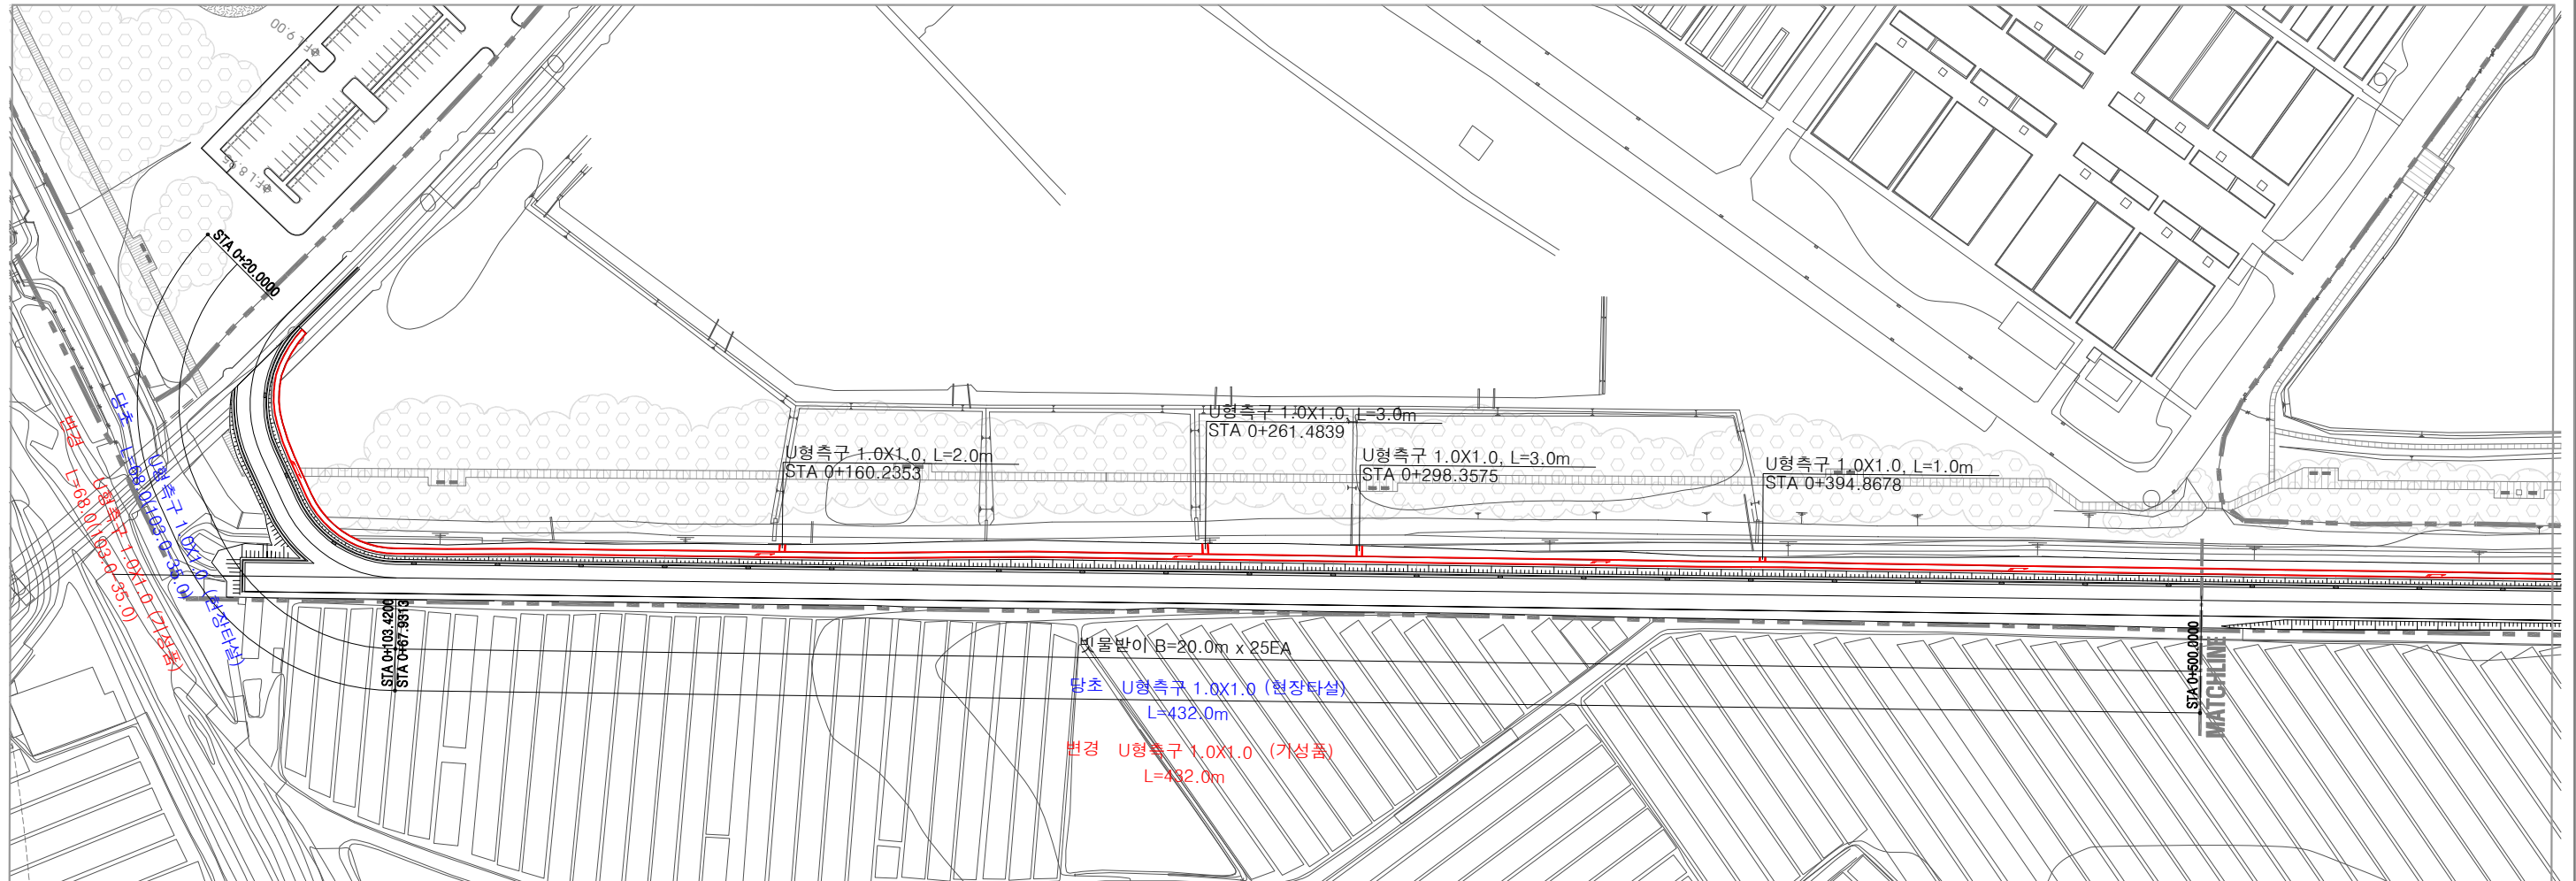 FL 9.00
FL 8.95
STA 0+20.0000
당초 U형측구 1.0X1.0 (현장타설)
L=68.0(103.0-35.0)
변경 U형측구 1.0X1.0 (기성품)
L=68.0(103.0-35.0)
U형측구 1.0X1.0, L=2.0m
STA 0+160.2353
U형측구 1.0X1.0, L=3.0m
STA 0+261.4839
U형측구 1.0X1.0, L=3.0m
STA 0+298.3575
U형측구 1.0X1.0, L=1.0m
STA 0+394.8678
STA 0+103.4200
STA 0+167.9313
빗물받이 B=20.0m x 25EA
당초 U형측구 1.0X1.0 (현장타설)
L=432.0m
변경 U형측구 1.0X1.0 (기성품)
L=432.0m
STA 0+500.0000
MATCHLINE